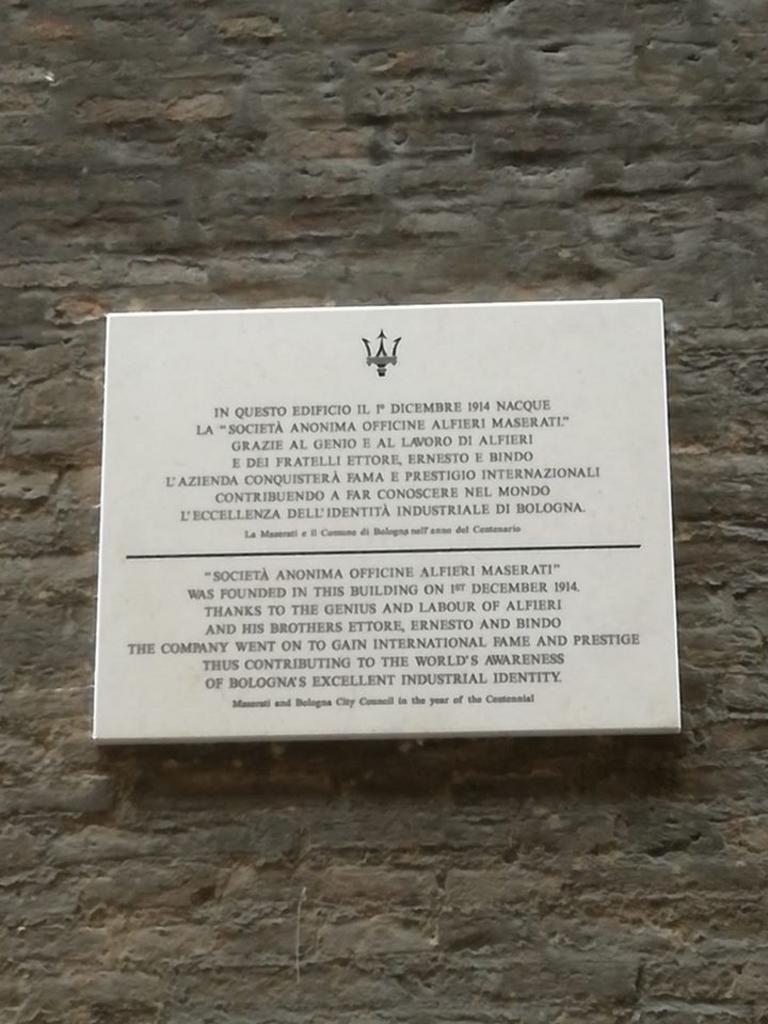 IN QUESTO EDIFICIO IL 1º DICEMBRE 1914 NACQUE
LA "SOCIETÀ ANONIMA OFFICINE ALFIERI MASERATI."
GRAZIE AL GENIO E AL LAVORO DI ALFIERI
E DEI FRATELLI ETTORE, ERNESTO E BINDO
L'AZIENDA CONQUISTERÀ FAMA E PRESTIGIO INTERNAZIONALI
CONTRIBUENDO A FAR CONOSCERE NEL MONDO
L'ECCELLENZA DELL'IDENTITÀ INDUSTRIALE DI BOLOGNA.
La Maserati e il Comune di Bologna nell'anno del Centenario
"SOCIETÀ ANONIMA OFFICINE ALFIERI MASERATI"
WAS FOUNDED IN THIS BUILDING ON 1ST DECEMBER 1914.
THANKS TO THE GENIUS AND LABOUR OF ALFIERI
AND HIS BROTHERS ETTORE, ERNESTO AND BINDO
THE COMPANY WENT ON TO GAIN INTERNATIONAL FAME AND PRESTIGE
THUS CONTRIBUTING TO THE WORLD'S AWARENESS
OF BOLOGNA'S EXCELLENT INDUSTRIAL IDENTITY.
Maserati and Bologna City Council in the year of the Centennial